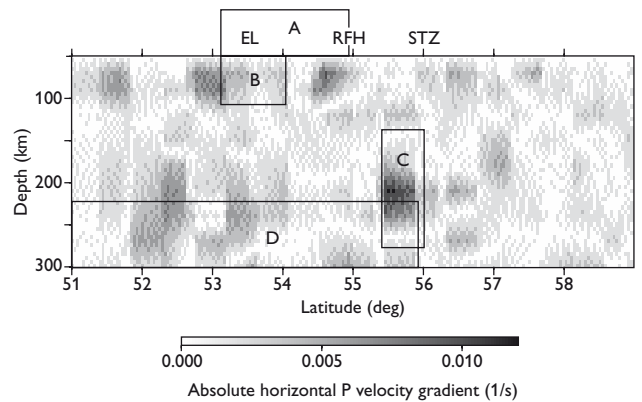 A
EL RFH STZ
B
100
C
200
D
300
Depth (km)
51 52 53 54 55 56 57 58
Latitude (deg)
0.000 0.005 0.010
Absolute horizontal P velocity gradient (1/s)